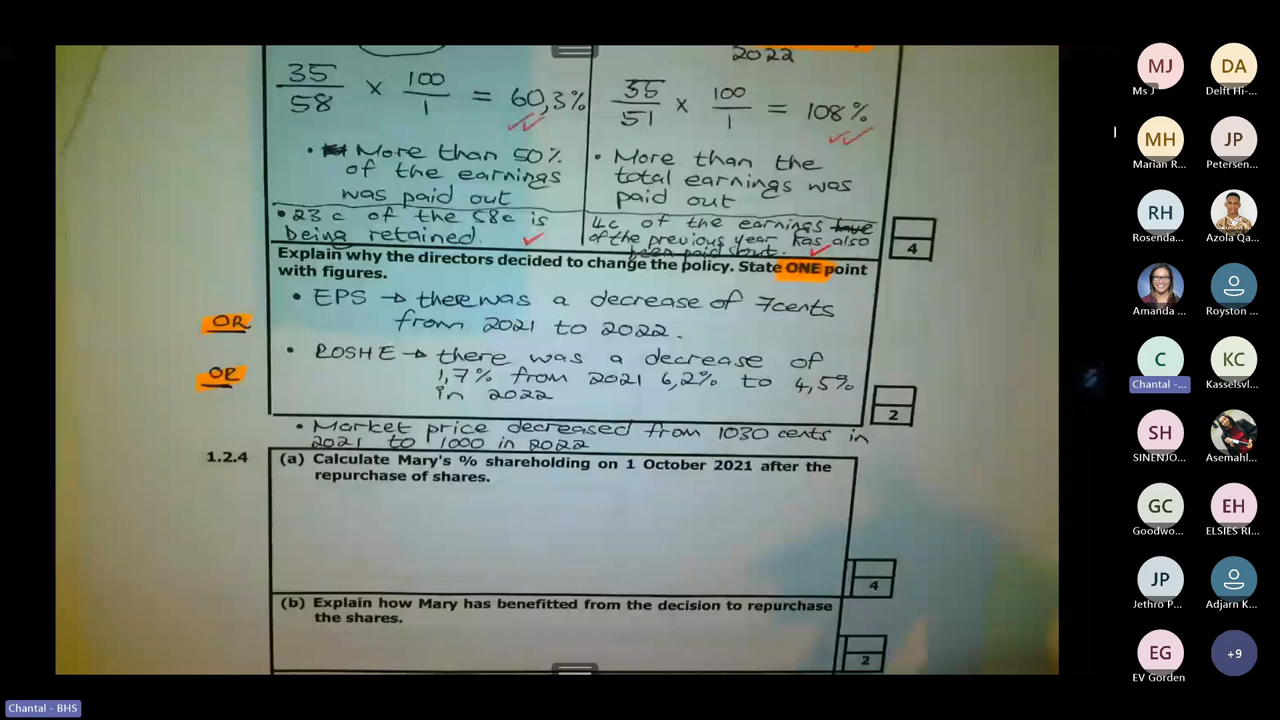 2022
35/58 × 100/1 = 60,3%
35/51 × 100/1 = 108%
• More than 50%
of the earnings
was paid out
• More than the
total earnings was
paid out
• 23 c of the 58c is
being retained.
4c of the earnings have
of the previous year has also
been paid out.
4
Explain why the directors decided to change the policy. State ONE point
with figures.
• EPS → there was a decrease of 7cents
from 2021 to 2022.
OR
• ROSHE → there was a decrease of
1,7% from 2021 6,2% to 4,5%
in 2022
OR
2
• Market price decreased from 1030 cents in
2021 to 1000 in 2022
1.2.4 (a) Calculate Mary's % shareholding on 1 October 2021 after the
repurchase of shares.
4
(b) Explain how Mary has benefitted from the decision to repurchase
the shares.
2
MJ
Ms J
DA
Delft Hi-...
MH
Marian R...
JP
Petersen...
RH
Rosenda...
Azola Qa...
Amanda ...
Royston ...
C
Chantal -...
KC
Kasselsvl...
SH
SINENJO...
Asemahl...
GC
Goodwo...
EH
ELSIES RI...
JP
Jethro P...
Adjarn K...
EG
EV Gorden
+9
Chantal - BHS